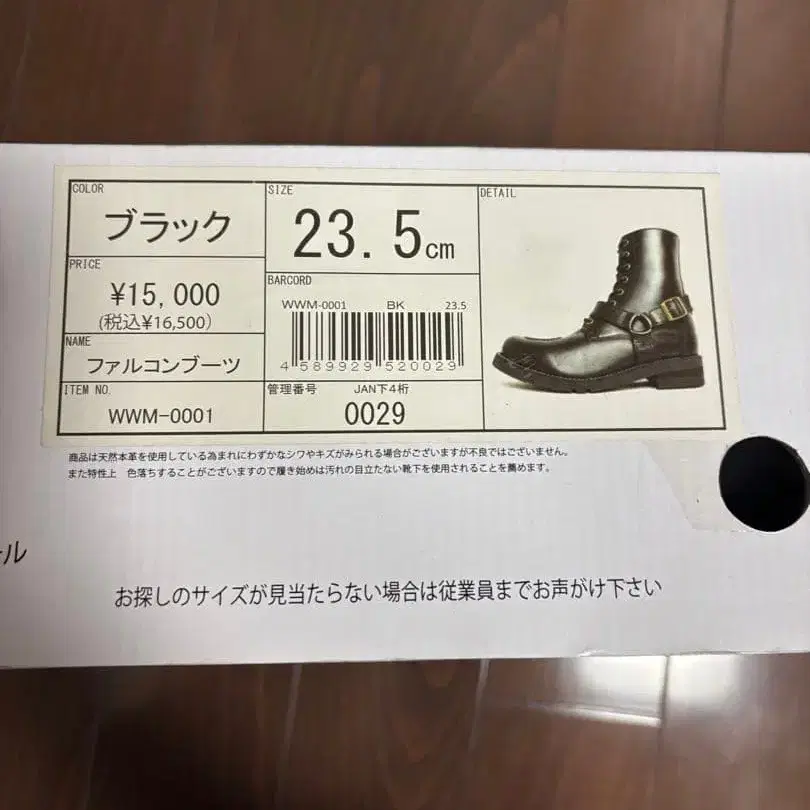 COLOR
ブラック
PRICE
¥15,000
(税込¥16,500)
NAME
ファルコンブーツ
ITEM NO.
WWM-0001
SIZE
23.5cm
BARCORD
WWM-0001 BK 23.5
4 589929 520029
管理番号 JAN下4桁
0029
DETAIL
商品は天然本革を使用している為まれにわずかなシワやキズがみられる場合がございますが不良ではございません。
また特性上 色落ちすることがございますので履き始めは汚れの目立たない靴下を使用されることを薦めます。
ール
お探しのサイズが見当たらない場合は従業員までお声がけ下さい